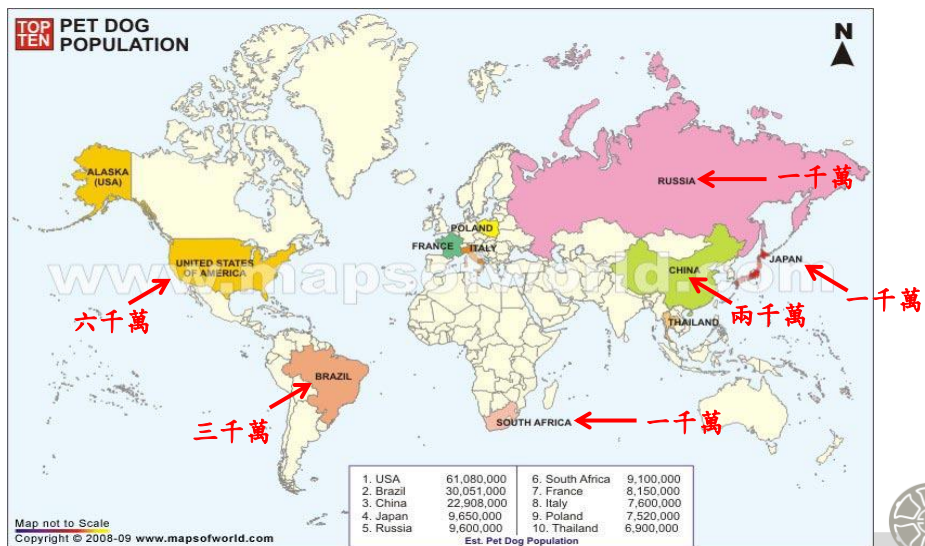 TOP
TEN
PET DOG
POPULATION
N
ALASKA
(USA)
RUSSIA
一千萬
POLAND
FRANCE
ITALY
UNITED STATES
OF AMERICA
www.mapsofworld.com
CHINA
JAPAN
六千萬
兩千萬
一千萬
THAILAND
BRAZIL
三千萬
SOUTH AFRICA
一千萬
1. USA 61,080,000
2. Brazil 30,051,000
3. China 22,908,000
4. Japan 9,650,000
5. Russia 9,600,000
6. South Africa 9,100,000
7. France 8,150,000
8. Italy 7,600,000
9. Poland 7,520,000
10. Thailand 6,900,000
Est. Pet Dog Population
Map not to Scale
Copyright © 2008-09 www.mapsofworld.com